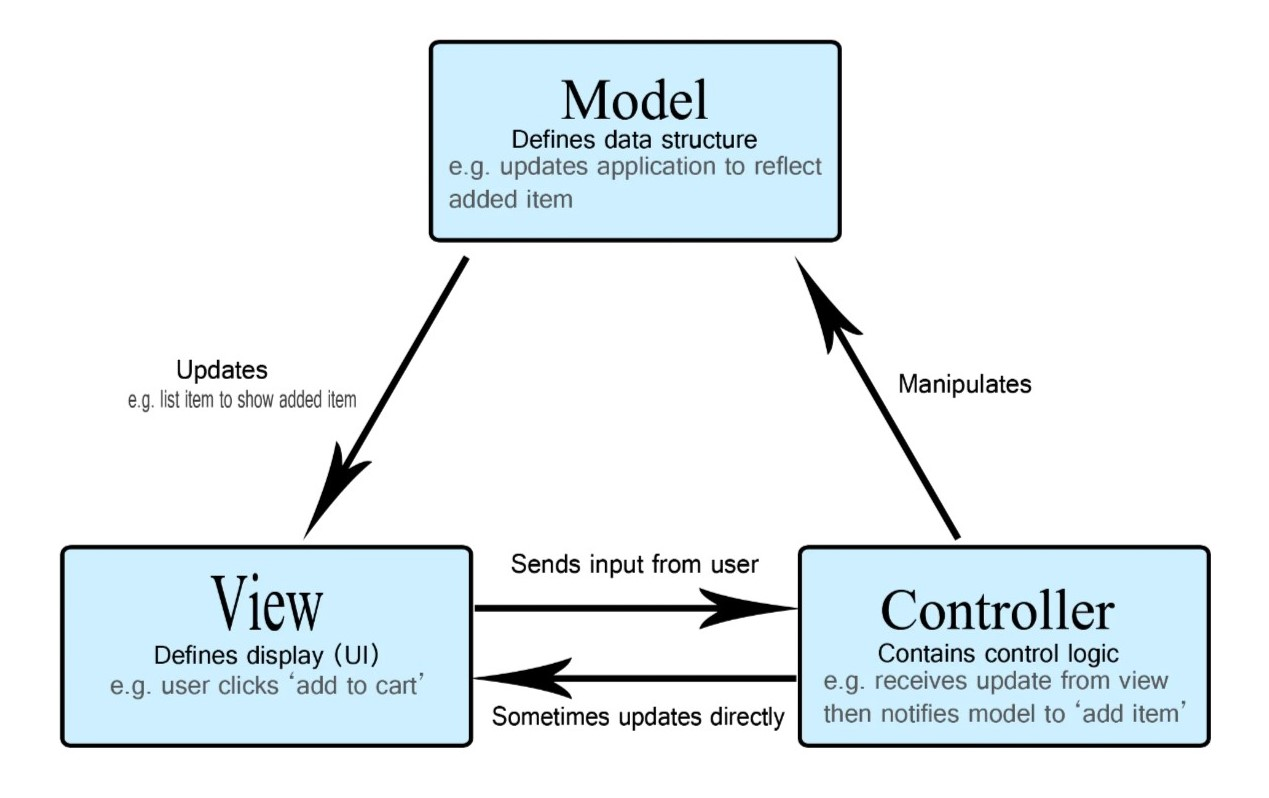 Model
Defines data structure
e.g. updates application to reflect
added item
Updates
e.g. list item to show added item
Manipulates
Sends input from user
View
Defines display (UI)
e.g. user clicks ‘add to cart’
Sometimes updates directly
Controller
Contains control logic
e.g. receives update from view
then notifies model to ‘add item’